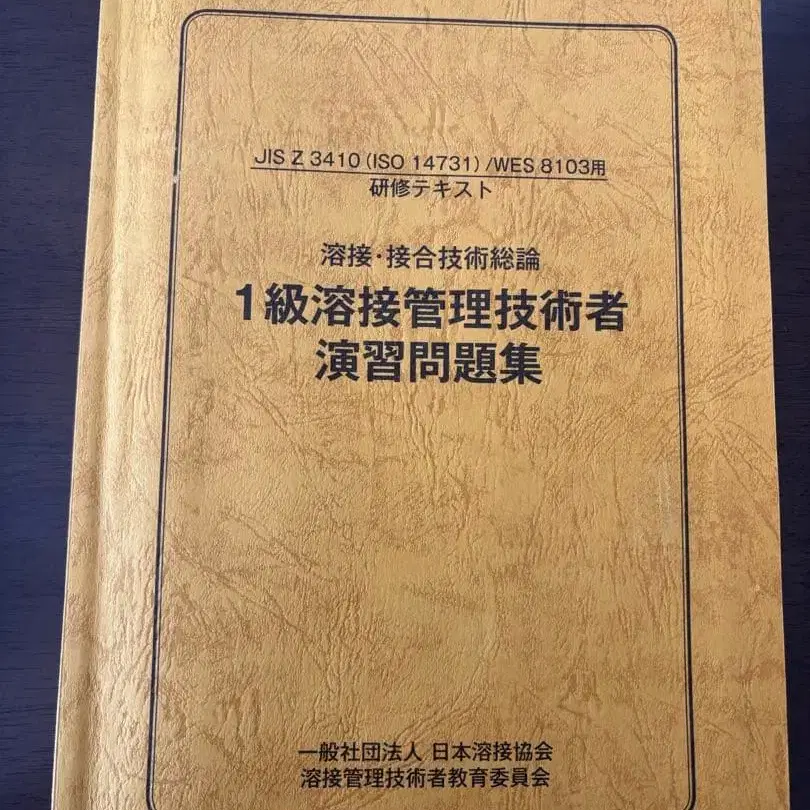 JIS Z 3410 (ISO 14731) /WES 8103用
研修テキスト
溶接・接合技術総論
1級溶接管理技術者
演習問題集
一般社団法人 日本溶接協会
溶接管理技術者教育委員会